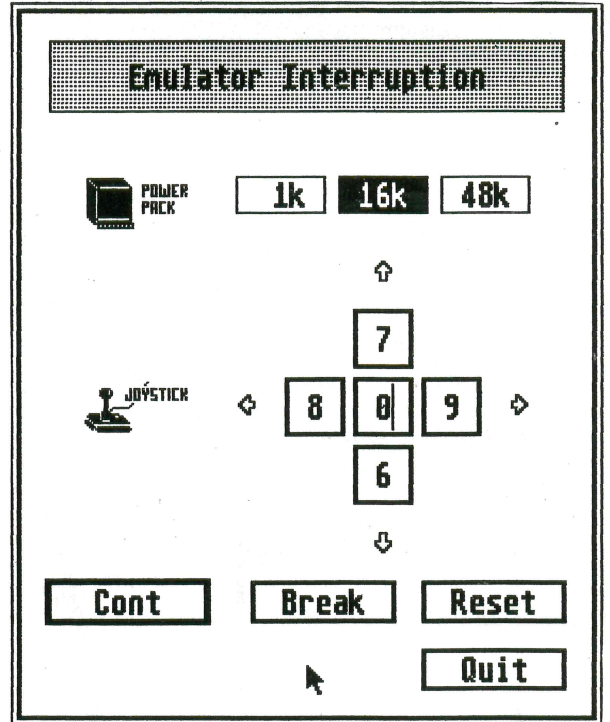 Emulator Interruption
POWER
PACK
1k 16k 48k
7
JOYSTICK
8 0 9
6
Cont Break Reset
Quit